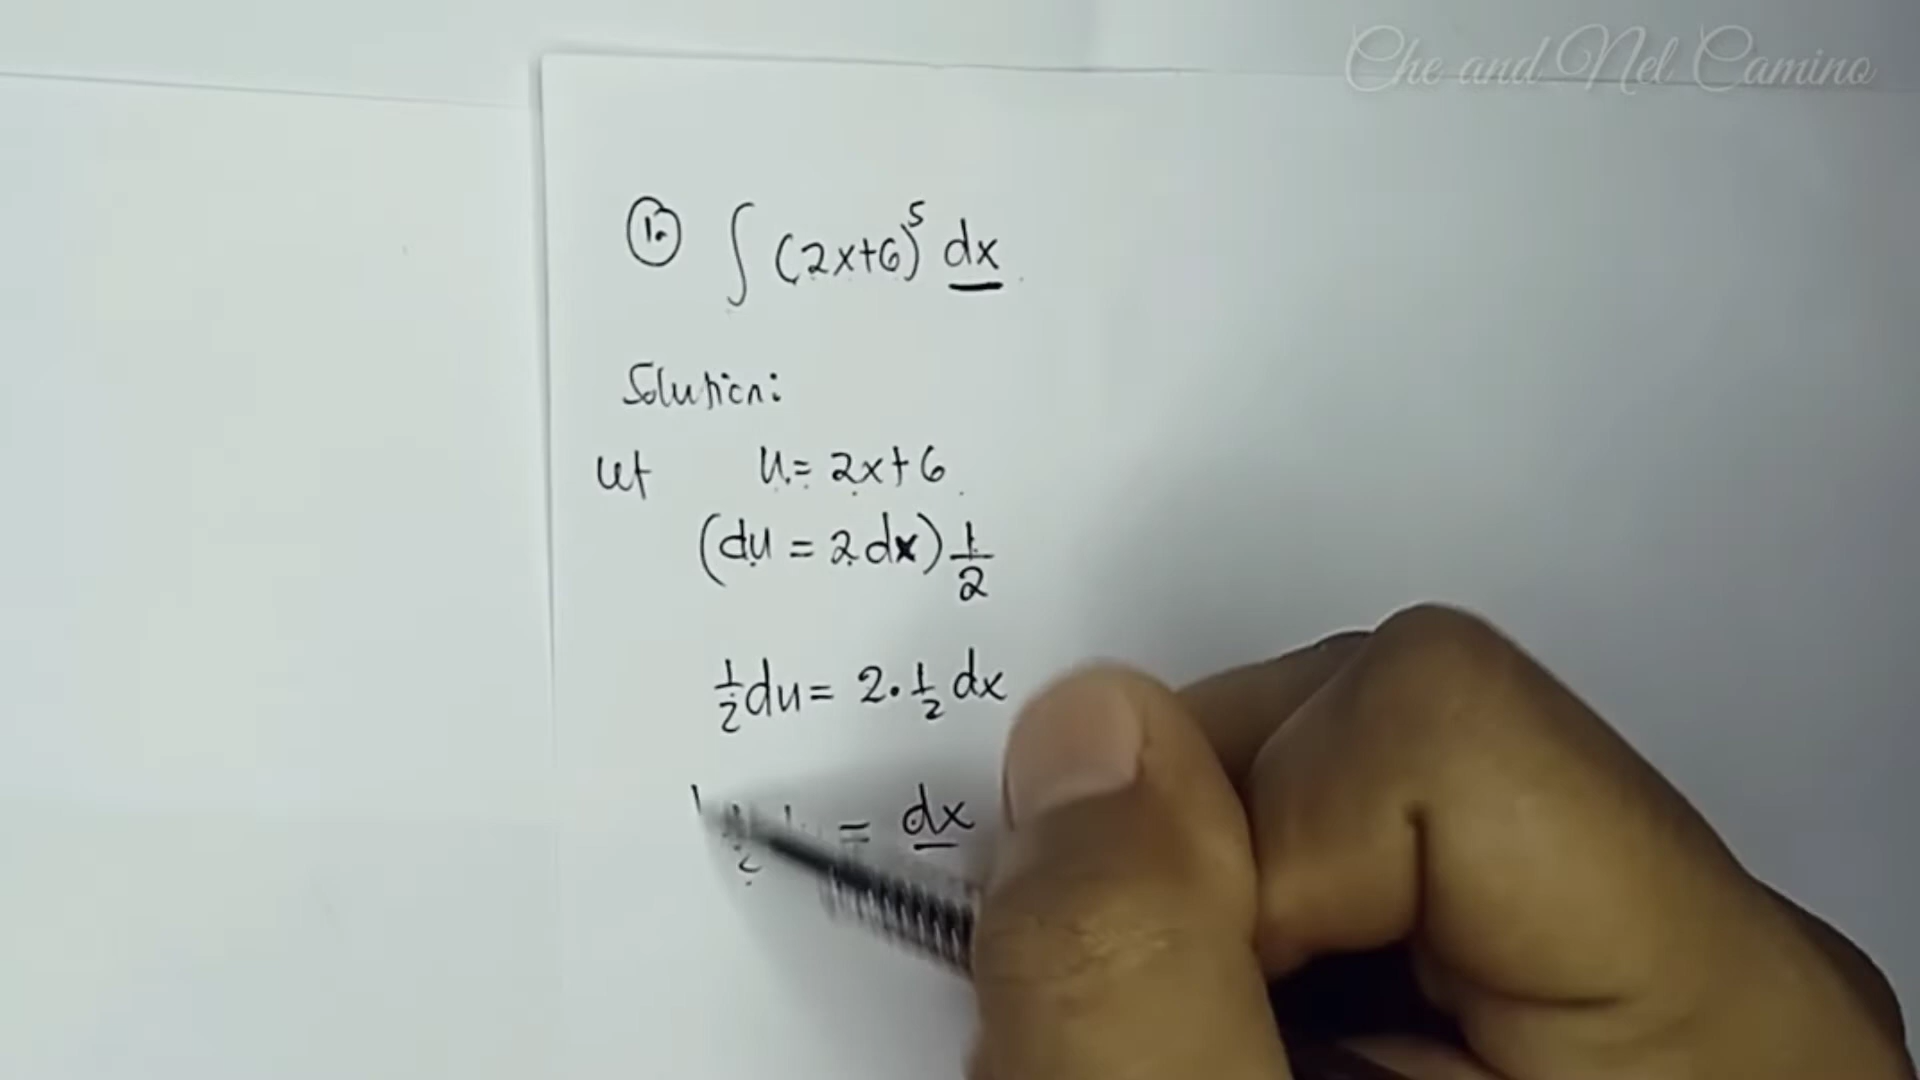 Che and Nel Camino
1. ∫ (2x+6)⁵ dx
Solution:
Let u = 2x+6
(du = 2dx) 1/2
1/2 du = 2 · 1/2 dx
= dx